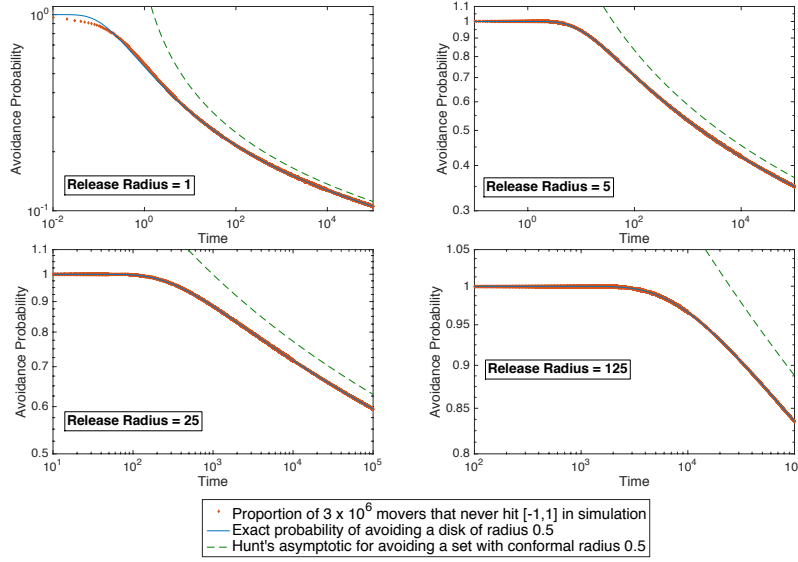 10^0
Avoidance Probability
10^-1
Release Radius = 1
10^-2 10^0 10^2 10^4
Time
1.1
1
0.9
0.8
0.7
0.6
0.5
0.4
0.3
Avoidance Probability
Release Radius = 5
10^0 10^2 10^4
Time
1.1
1
0.9
0.8
0.7
0.6
0.5
Avoidance Probability
Release Radius = 25
10^1 10^2 10^3 10^4 10^5
Time
1.05
1
0.95
0.9
0.85
0.8
Avoidance Probability
Release Radius = 125
10^2 10^3 10^4 10^5
Time
Proportion of 3 x 10^6 movers that never hit [-1,1] in simulation
Exact probability of avoiding a disk of radius 0.5
Hunt's asymptotic for avoiding a set with conformal radius 0.5